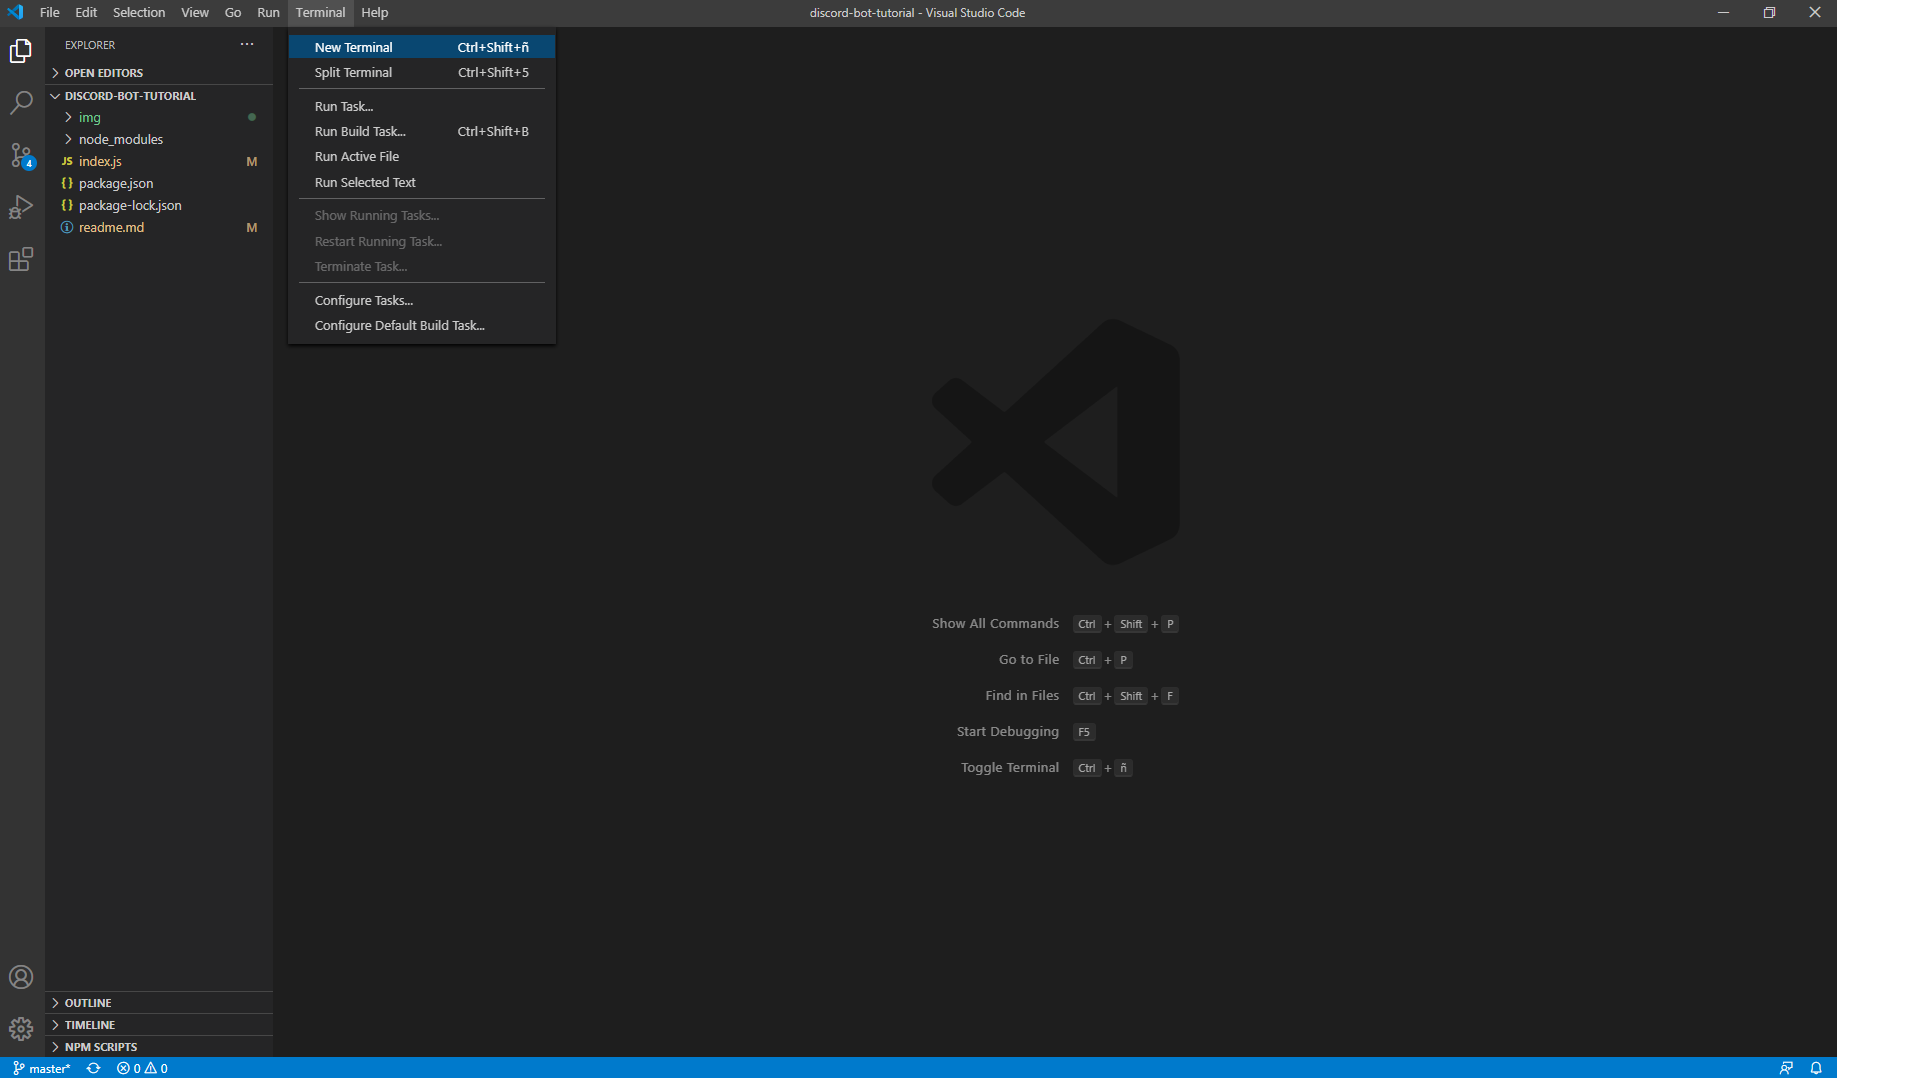 File Edit Selection View Go Run Terminal Help
discord-bot-tutorial - Visual Studio Code
EXPLORER
OPEN EDITORS
DISCORD-BOT-TUTORIAL
img
node_modules
JS index.js M
{ } package.json
{ } package-lock.json
readme.md M
4
New Terminal Ctrl+Shift+ñ
Split Terminal Ctrl+Shift+5
Run Task...
Run Build Task... Ctrl+Shift+B
Run Active File
Run Selected Text
Show Running Tasks...
Restart Running Task...
Terminate Task...
Configure Tasks...
Configure Default Build Task...
Show All Commands Ctrl + Shift + P
Go to File Ctrl + P
Find in Files Ctrl + Shift + F
Start Debugging F5
Toggle Terminal Ctrl + ñ
OUTLINE
TIMELINE
NPM SCRIPTS
master* 0 0